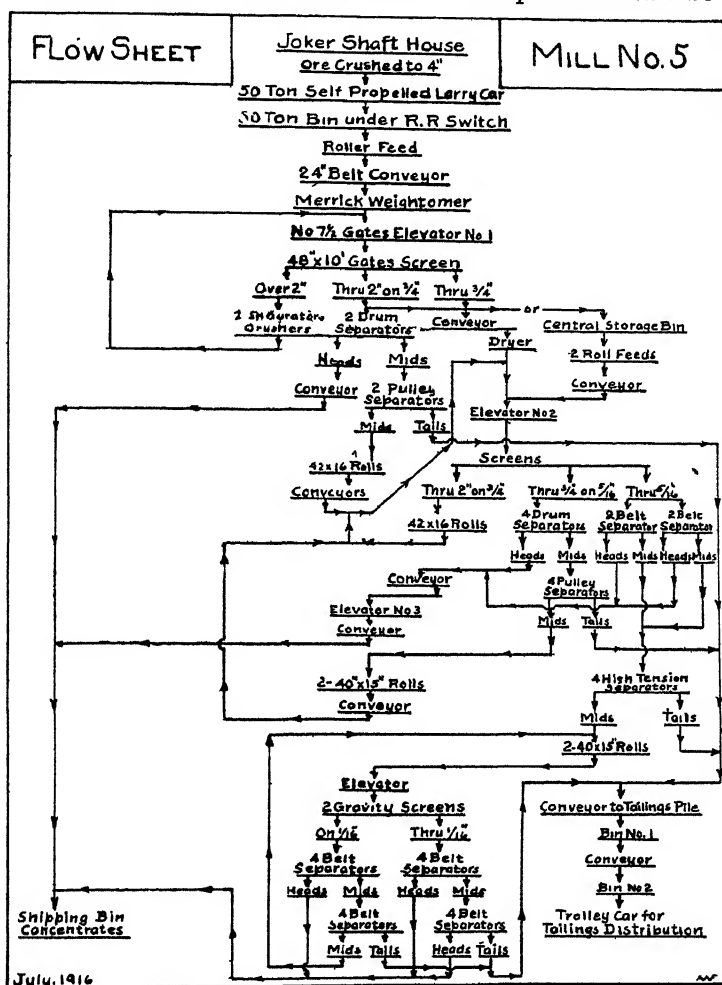 FLOW SHEET
Joker Shaft House
MILL No. 5
Ore Crushed to 4"
50 Ton Self Propelled Larry Car
50 Ton Bin under R.R Switch
Roller Feed
24" Belt Conveyor
Merrick Weightomer
No 7½ Gates Elevator No 1
48"x10' Gates Screen
Over 2"
Thru 2" on ¾"
Thru ¾"
or
Crushers
2 Drum
Separators
Conveyor
Central Storage Bin
Dryer
Heads
Mids
2 Roll Feeds
Conveyor
2 Pulley
Separators
Conveyor
Mids
Tails
Elevator No 2
Screens
42x16 Rolls
Conveyors
Thru 2" on ¾"
Thru ¾ on 5/16
Thru 5/16
42x16 Rolls
4 Drum
Separators
2 Belt
Separator
2 Belt
Separator
Heads
Mids
Heads
Mids
Heads
Mids
Conveyor
4 Pulley
Separators
Elevator No 3
Mids
Tails
Conveyor
2-40"x15" Rolls
Conveyor
4 High Tension
Separators
Mids
Tails
2-40x15" Rolls
Elevator
2 Gravity Screens
Conveyor to Tailings Pile
On 1/16"
Thru 1/16"
Bin No. 1
4 Belt
Separators
4 Belt
Separators
Conveyor
Heads
Mids
Heads
Mids
Bin No 2
4 Belt
Separators
4 Belt
Separators
Shipping Bin
Concentrates
Trolley Car for
Tailings Distribution
Mids
Tails
Heads
Tails
July, 1916